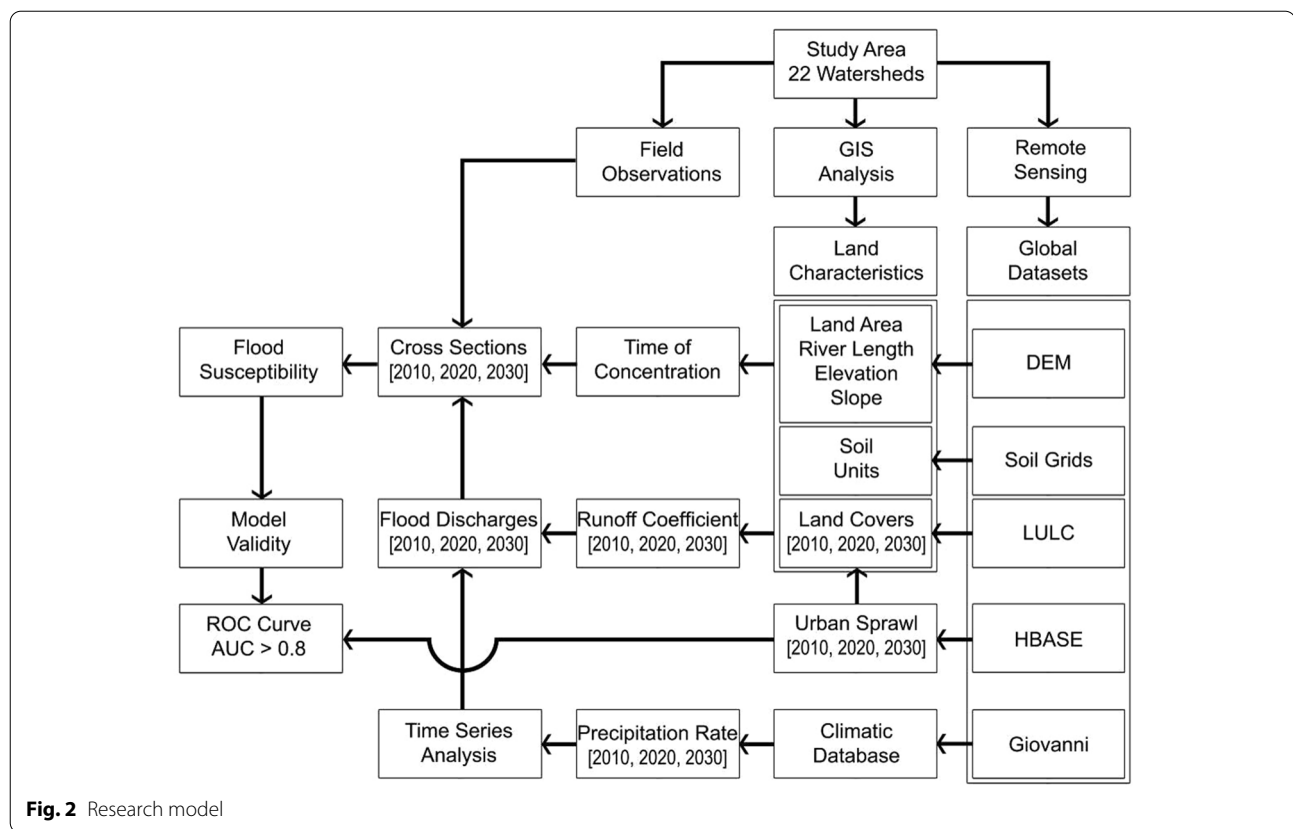 Study Area
22 Watersheds
Field
Observations
GIS
Analysis
Remote
Sensing
Land
Characteristics
Global
Datasets
Flood
Susceptibility
Cross Sections
[2010, 2020, 2030]
Time of
Concentration
Land Area
River Length
Elevation
Slope
DEM
Soil
Units
Soil Grids
Model
Validity
Flood Discharges
[2010, 2020, 2030]
Runoff Coefficient
[2010, 2020, 2030]
Land Covers
[2010, 2020, 2030]
LULC
ROC Curve
AUC > 0.8
Urban Sprawl
[2010, 2020, 2030]
HBASE
Time Series
Analysis
Precipitation Rate
[2010, 2020, 2030]
Climatic
Database
Giovanni
Fig. 2 Research model